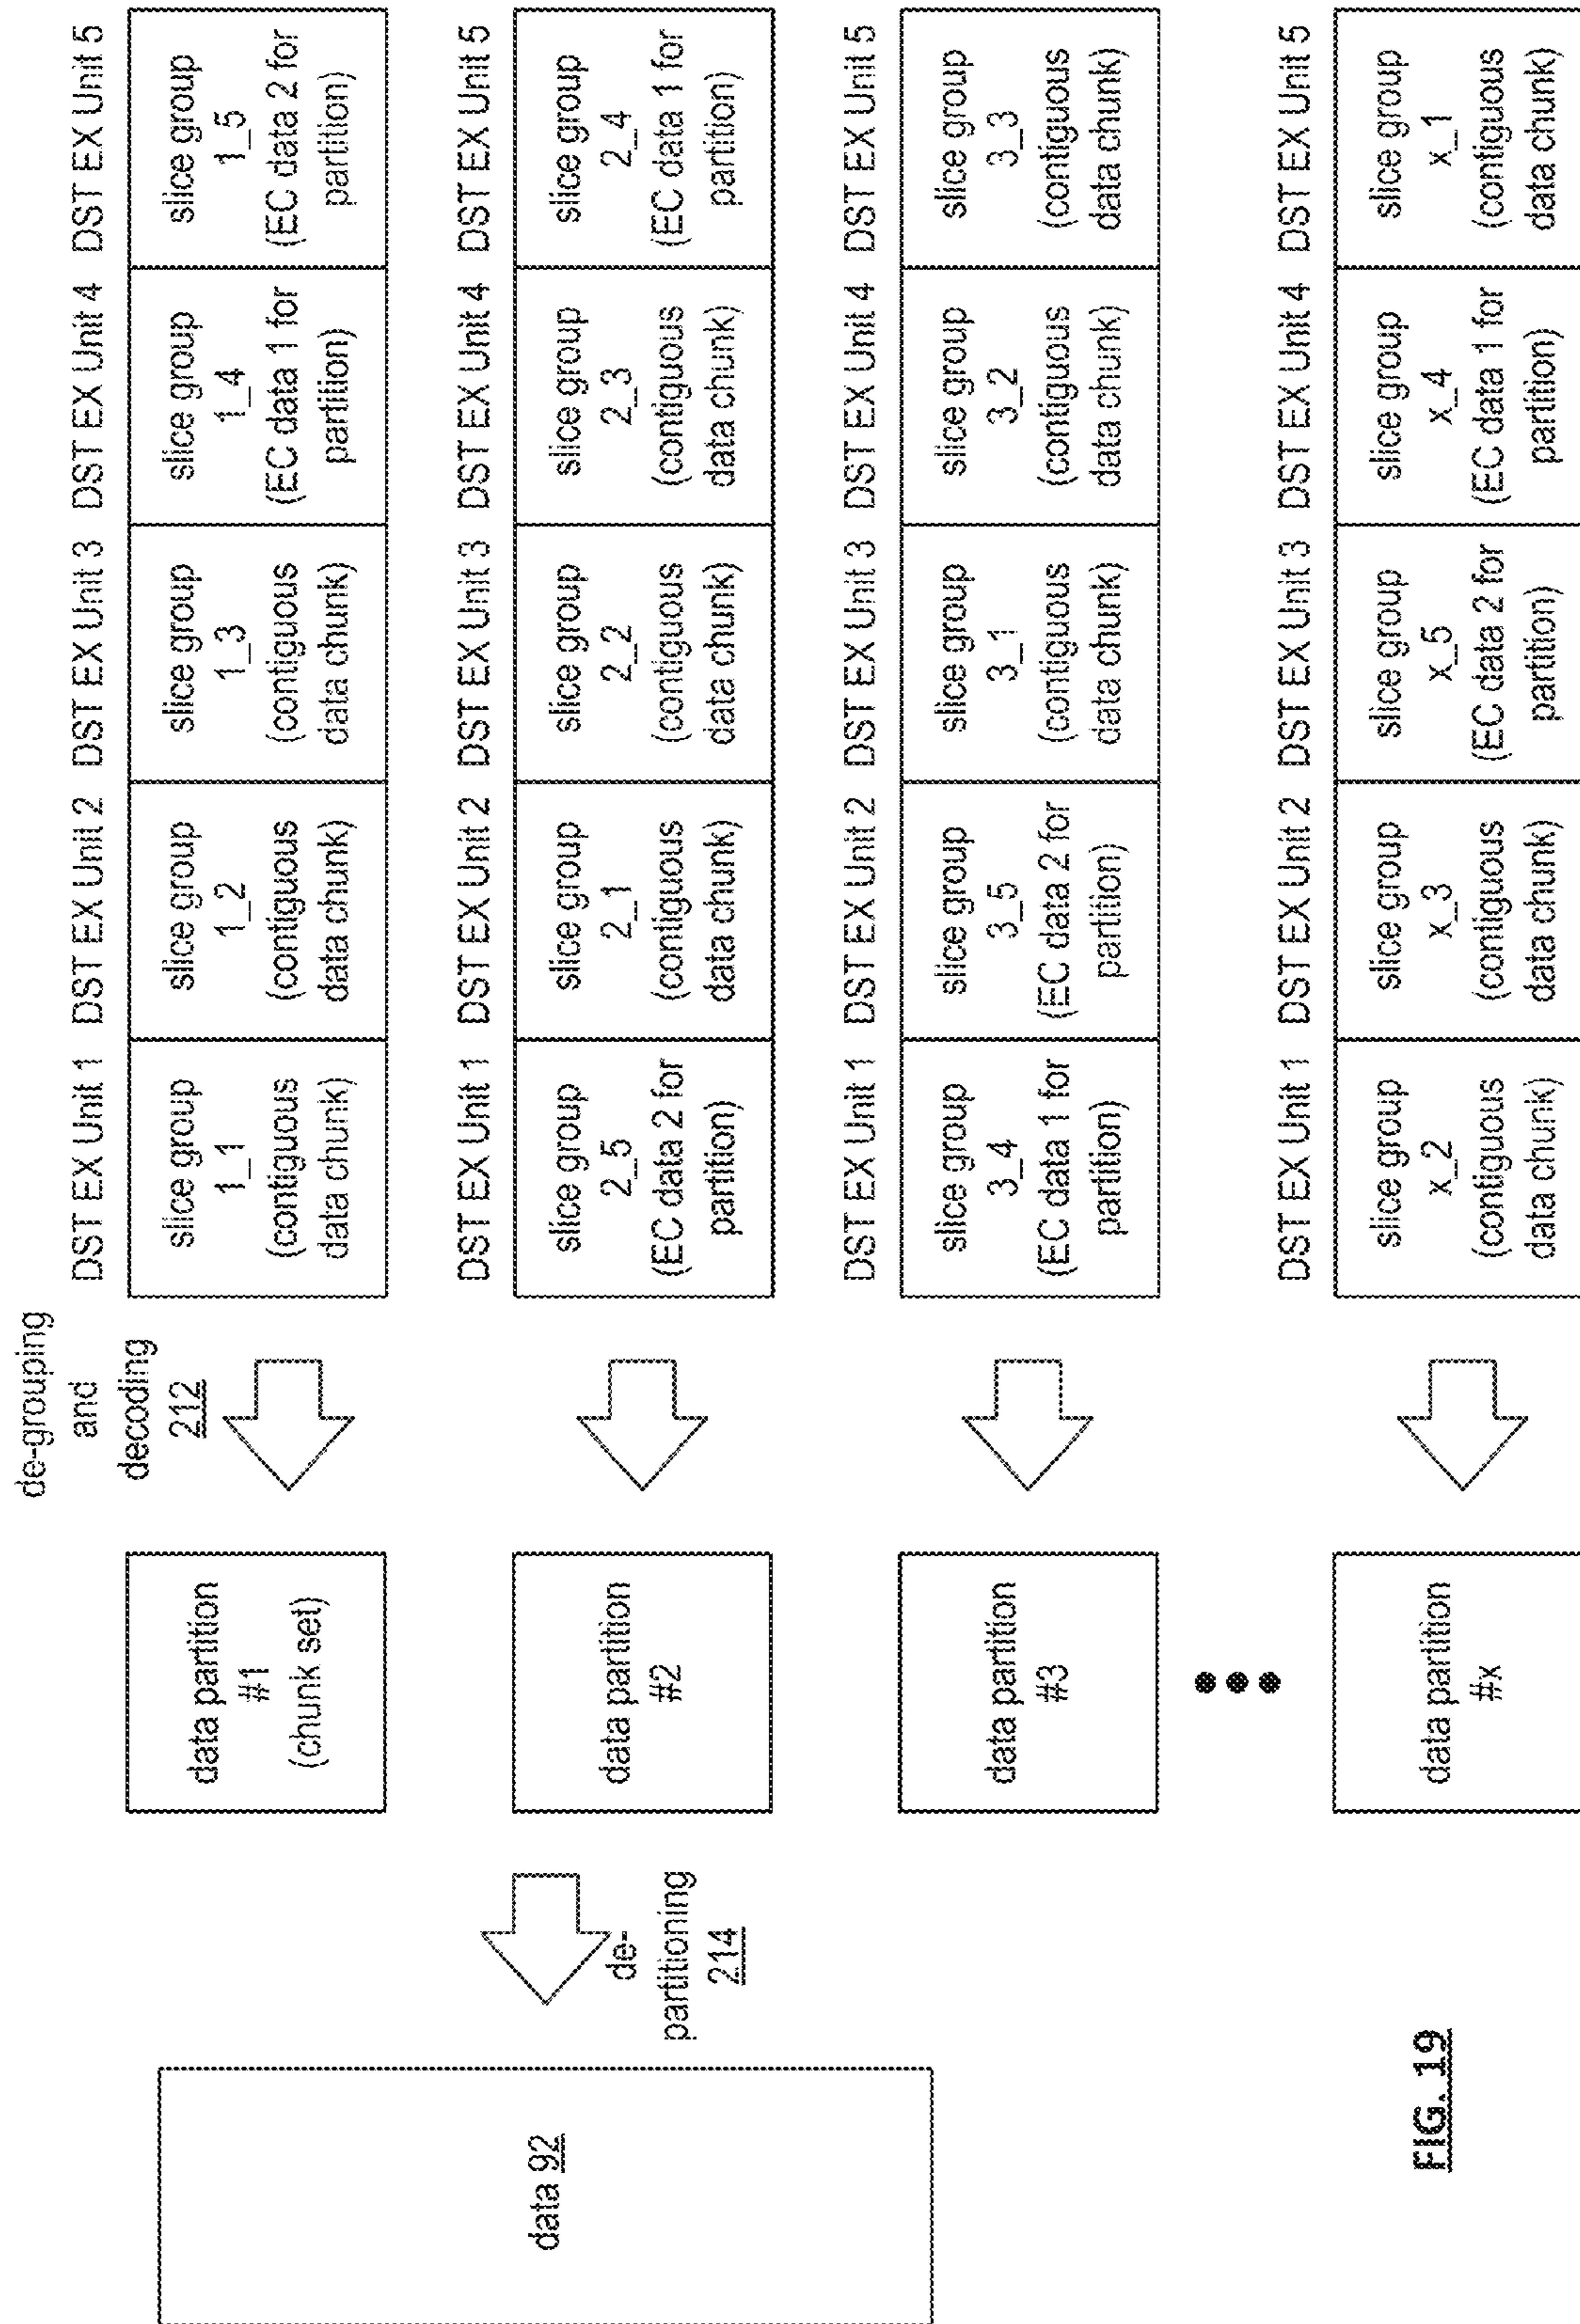 de-grouping
and
decoding
212
DST EX Unit 1 DST EX Unit 2 DST EX Unit 3 DST EX Unit 4 DST EX Unit 5
data partition
#1
(chunk set)
slice group
1_1
(contiguous
data chunk)
slice group
1_2
(contiguous
data chunk)
slice group
1_3
(contiguous
data chunk)
slice group
1_4
(EC data 1 for
partition)
slice group
1_5
(EC data 2 for
partition)
DST EX Unit 1 DST EX Unit 2 DST EX Unit 3 DST EX Unit 4 DST EX Unit 5
data 92
de-
partitioning
214
data partition
#2
slice group
2_5
(EC data 2 for
partition)
slice group
2_1
(contiguous
data chunk)
slice group
2_2
(contiguous
data chunk)
slice group
2_3
(contiguous
data chunk)
slice group
2_4
(EC data 1 for
partition)
DST EX Unit 1 DST EX Unit 2 DST EX Unit 3 DST EX Unit 4 DST EX Unit 5
data partition
#3
slice group
3_4
(EC data 1 for
partition)
slice group
3_5
(EC data 2 for
partition)
slice group
3_1
(contiguous
data chunk)
slice group
3_2
(contiguous
data chunk)
slice group
3_3
(contiguous
data chunk)
DST EX Unit 1 DST EX Unit 2 DST EX Unit 3 DST EX Unit 4 DST EX Unit 5
data partition
#x
slice group
x_2
(contiguous
data chunk)
slice group
x_3
(contiguous
data chunk)
slice group
x_5
(EC data 2 for
partition)
slice group
x_4
(EC data 1 for
partition)
slice group
x_1
(contiguous
data chunk)
FIG. 19